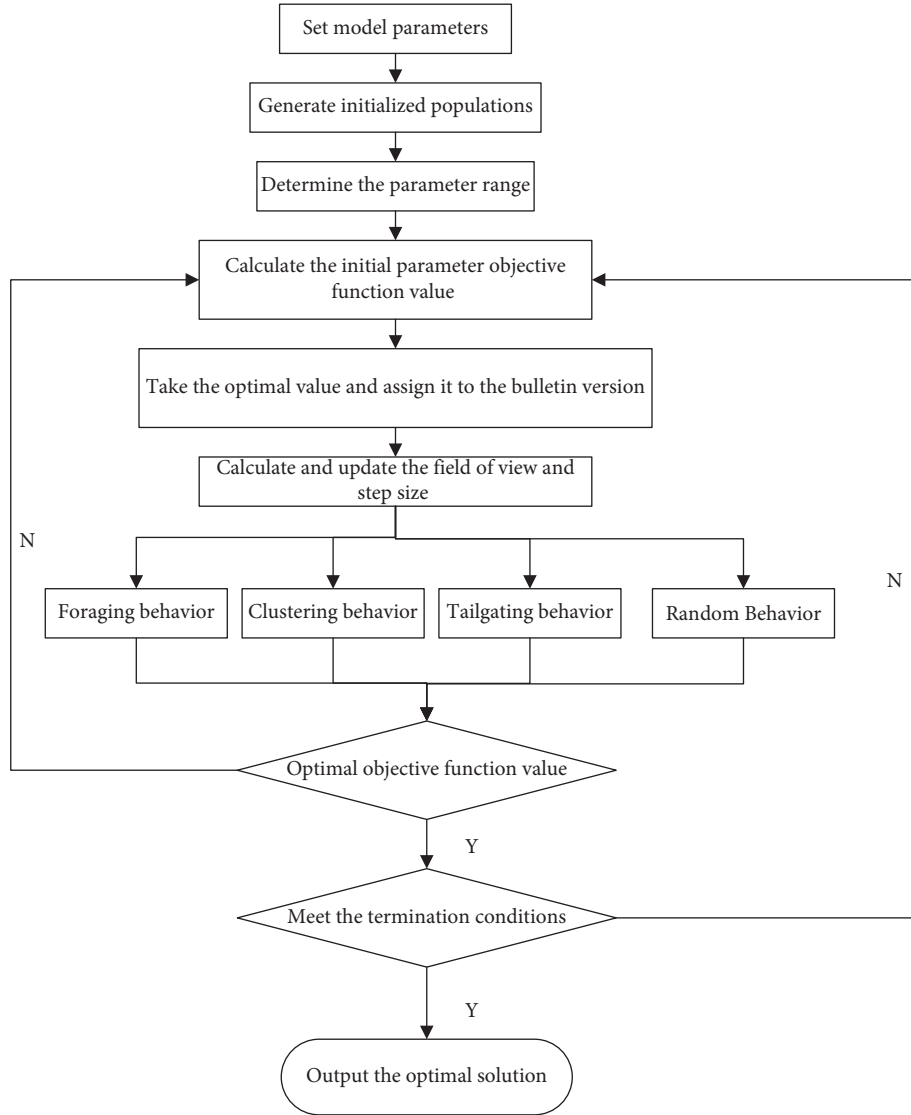 Set model parameters
Generate initialized populations
Determine the parameter range
Calculate the initial parameter objective
function value
Take the optimal value and assign it to the bulletin version
Calculate and update the field of view and
step size
N
N
Foraging behavior
Clustering behavior
Tailgating behavior
Random Behavior
Optimal objective function value
Y
Meet the termination conditions
Y
Output the optimal solution